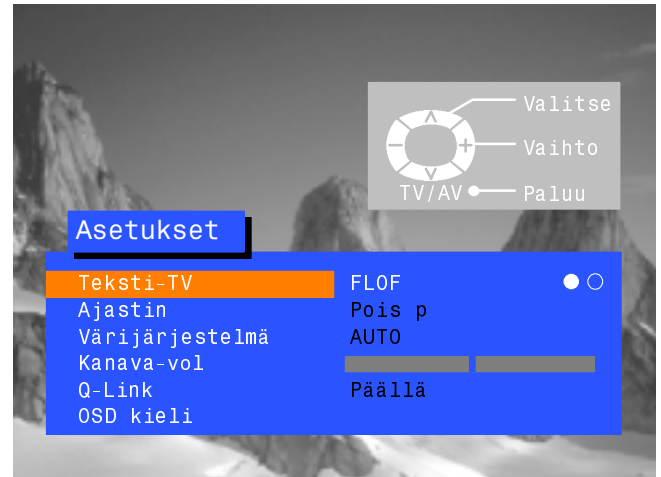 Valitse
Vaihto
TV/AV Paluu
Asetukset
Teksti-TV FLOF
Ajastin Pois p
Värijärjestelmä AUTO
Kanava-vol
Q-Link Päällä
OSD kieli